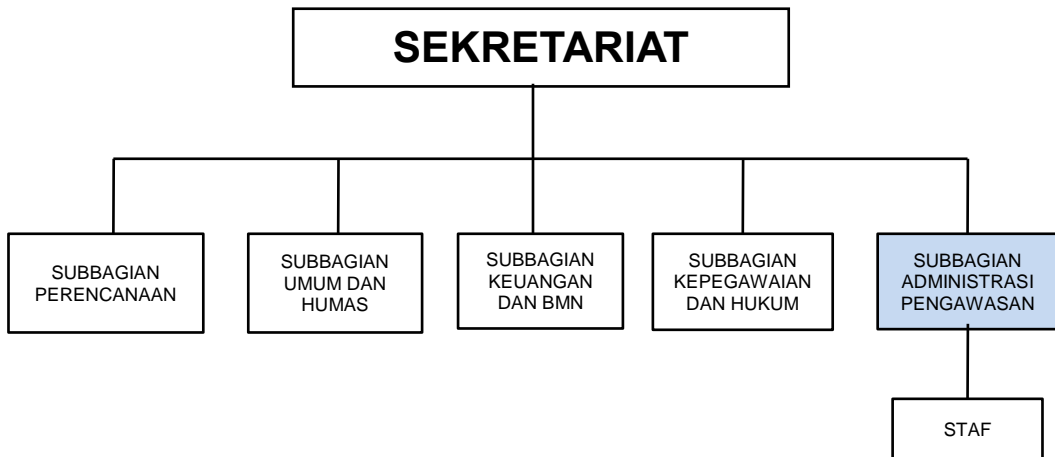 SEKRETARIAT
SUBBAGIAN
PERENCANAAN
SUBBAGIAN
UMUM DAN
HUMAS
SUBBAGIAN
KEUANGAN
DAN BMN
SUBBAGIAN
KEPEGAWAIAN
DAN HUKUM
SUBBAGIAN
ADMINISTRASI
PENGAWASAN
STAF